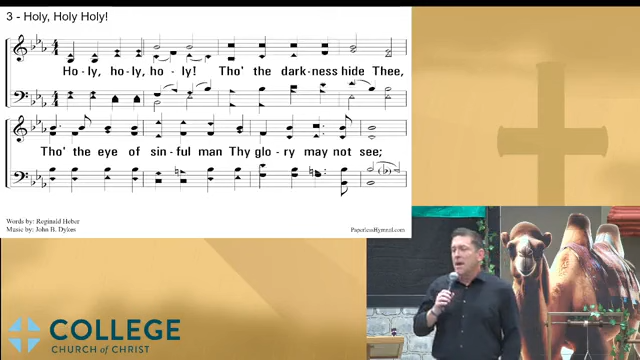 3 - Holy, Holy Holy!
Ho-ly, ho-ly, ho - ly! Tho' the dark-ness hide Thee,
Tho' the eye of sin-ful man Thy glo-ry may not see;
Words by: Reginald Heber
Music by: John B. Dykes
PaperlessHymnal.com
COLLEGE
CHURCH of CHRIST